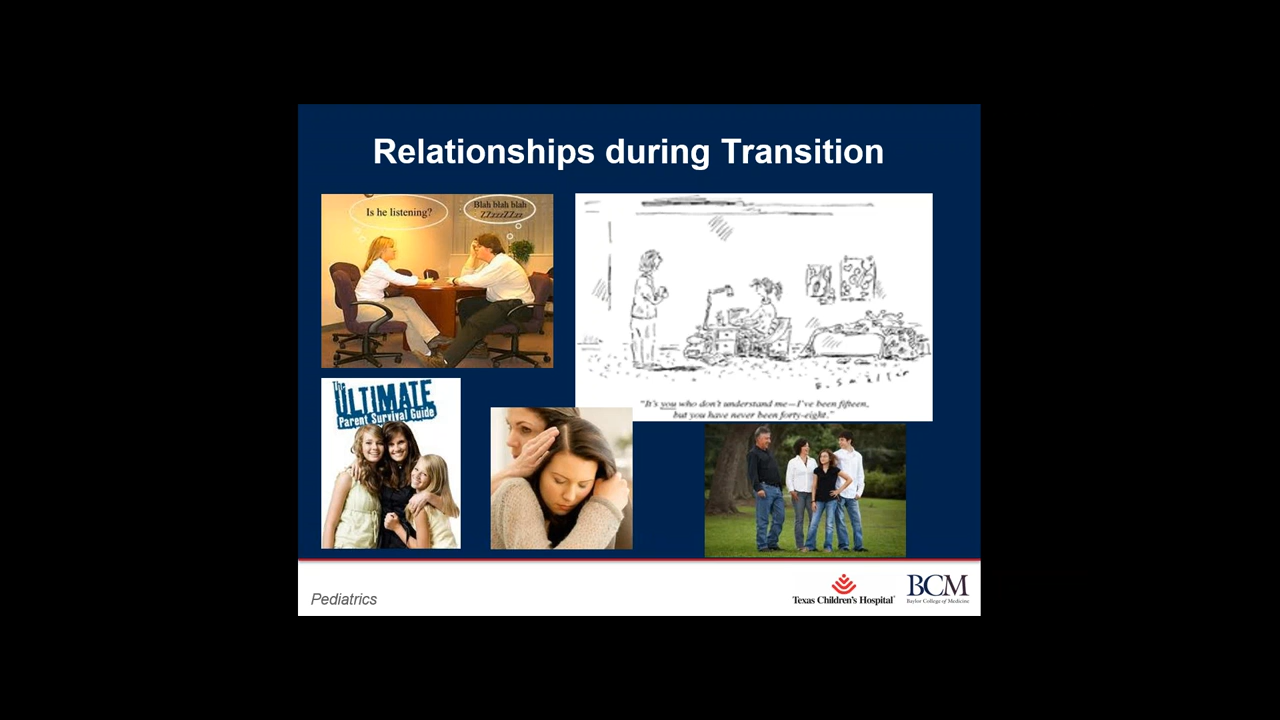 Relationships during Transition
Is he listening?
Blah blah blah
ZZzzzZZzz
The
ULTIMATE
Parent Survival Guide
"It's you who don't understand me—I've been fifteen,
but you have never been forty-eight."
Pediatrics
Texas Children's Hospital
BCM
Baylor College of Medicine